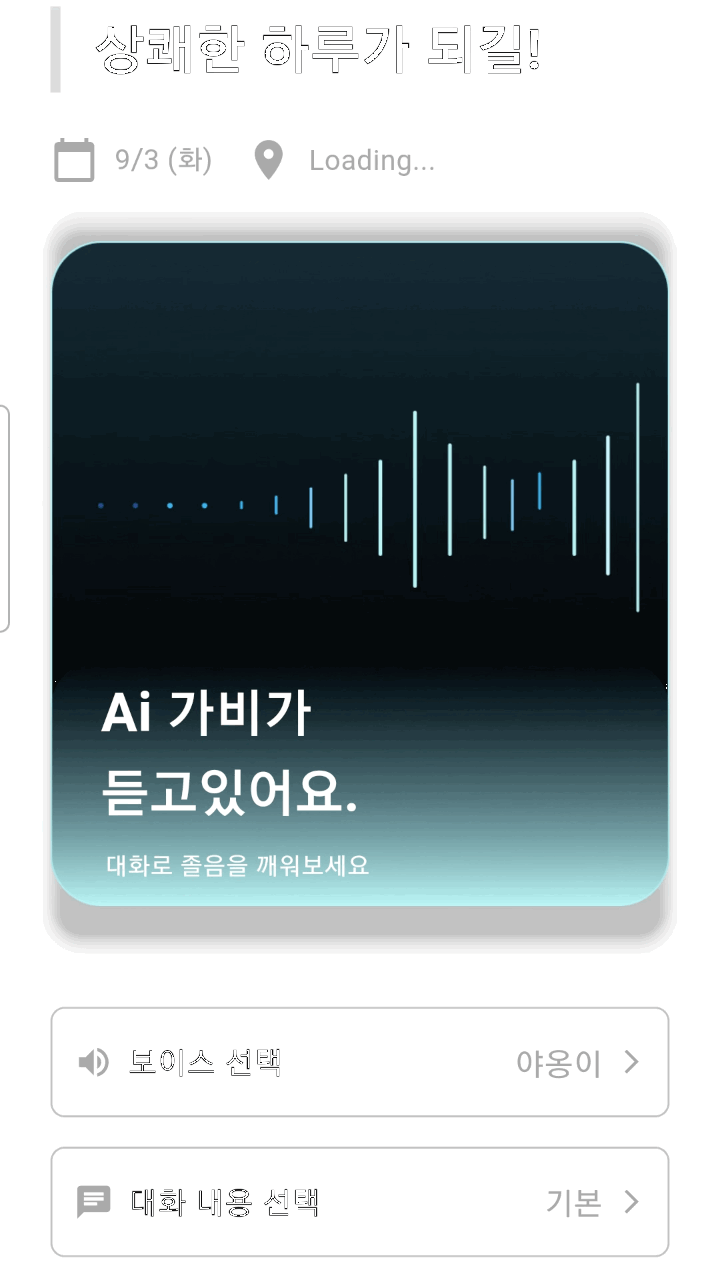 상쾌한 하루가 되길!
9/3 (화) Loading...
Ai 가비가
듣고있어요.
대화로 졸음을 깨워보세요
보이스 선택 야옹이
대화 내용 선택 기본